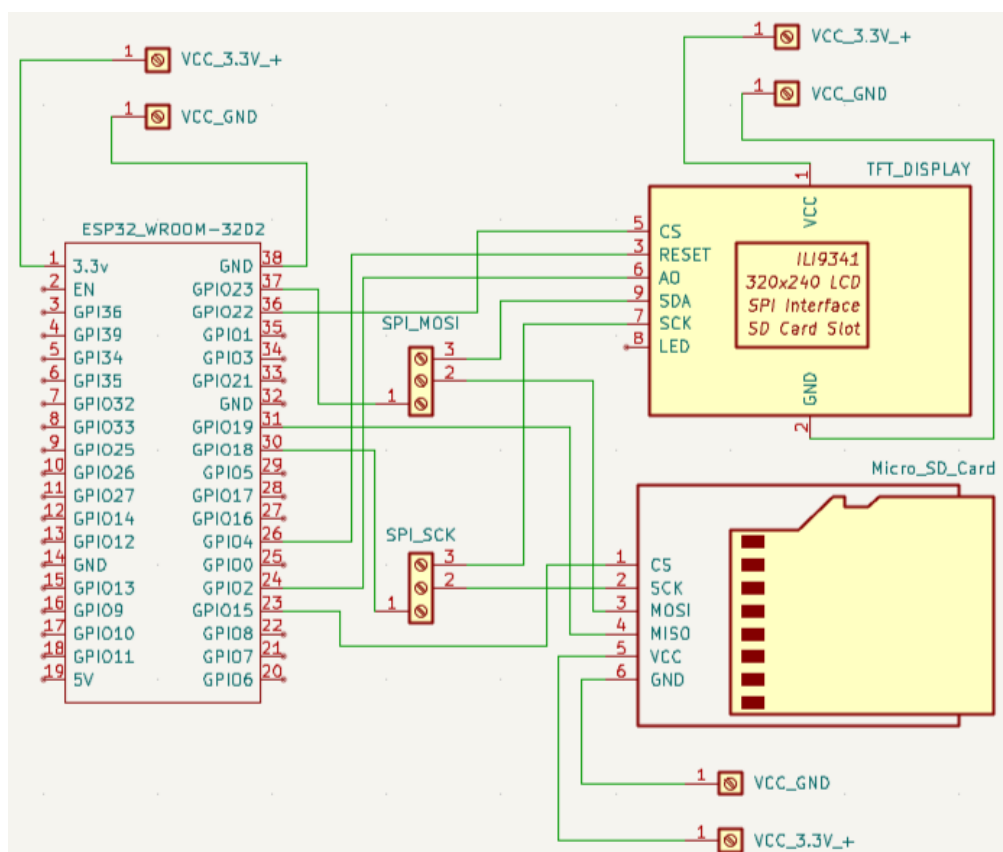 1 VCC_3.3V_+
1 VCC_GND
1 VCC_3.3V_+
1 VCC_GND
ESP32_WROOM-32D2
1 3.3v
2 EN
3 GPI36
4 GPI39
5 GPI34
6 GPI35
7 GPIO32
8 GPIO33
9 GPIO25
10 GPIO26
11 GPIO27
12 GPIO14
13 GPIO12
14 GND
15 GPIO13
16 GPIO9
17 GPIO10
18 GPIO11
19 5V
GND 38
GPIO23 37
GPIO22 36
GPIO1 35
GPIO3 34
GPIO21 33
GND 32
GPIO19 31
GPIO18 30
GPIO5 29
GPIO17 28
GPIO16 27
GPIO4 26
GPIO0 25
GPIO2 24
GPIO15 23
GPIO8 22
GPIO7 21
GPIO6 20
SPI_MOSI
3
2
1
SPI_SCK
3
2
1
TFT_DISPLAY
1 VCC
5 CS
3 RESET
6 AO
9 SDA
7 SCK
8 LED
ILI9341
320x240 LCD
SPI Interface
SD Card Slot
2 GND
Micro_SD_Card
1 CS
2 SCK
3 MOSI
4 MISO
5 VCC
6 GND
1 VCC_GND
1 VCC_3.3V_+